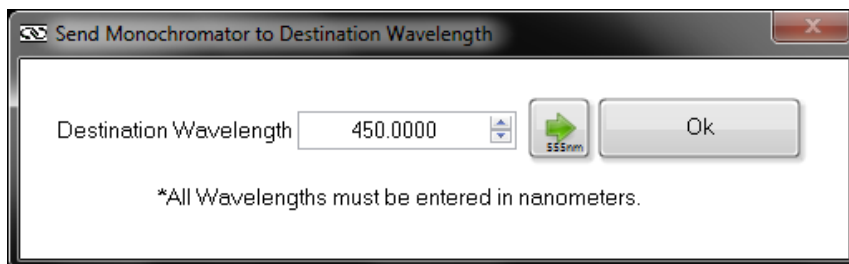 Send Monochromator to Destination Wavelength
Destination Wavelength 450.0000 555nm Ok
*All Wavelengths must be entered in nanometers.